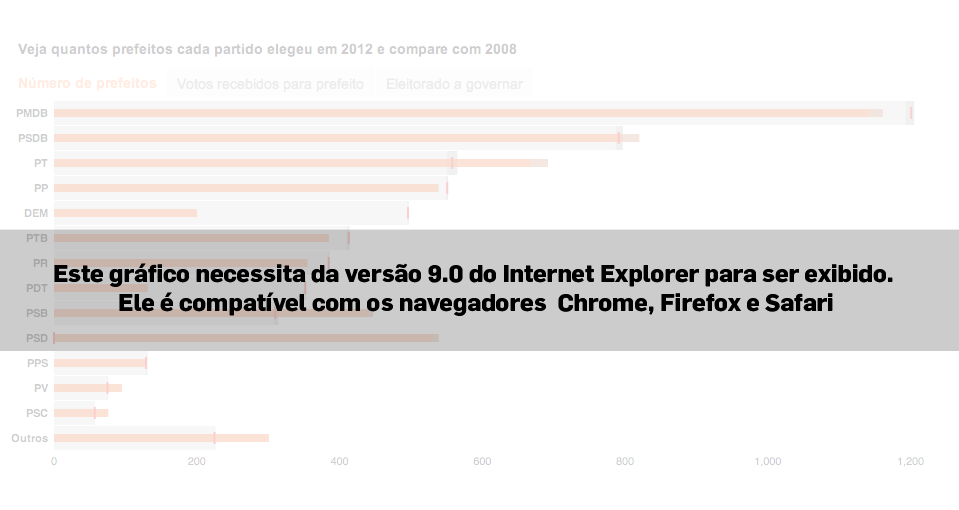 Veja quantos prefeitos cada partido elegeu em 2012 e compare com 2008
Número de prefeitos Votos recebidos para prefeito Eleitorado a governar
PMDB
PSDB
PT
PP
DEM
PTB
PR
Este gráfico necessita da versão 9.0 do Internet Explorer para ser exibido.
PDT
Ele é compatível com os navegadores Chrome, Firefox e Safari
PSB
PSD
PPS
PV
PSC
Outros
0 200 400 600 800 1,000 1,200